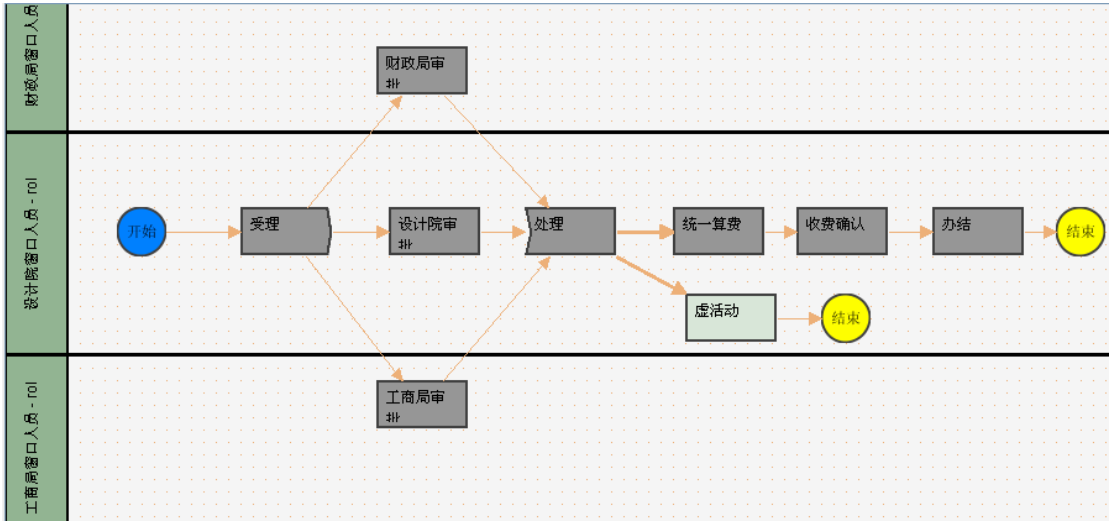 财政局窗口人员
财政局审
开始
受理
设计院审
处理
统一算费
收费确认
办结
结束
设计院窗口人员 - rol
虚活动
结束
工商局审
工商局窗口人员 - rol